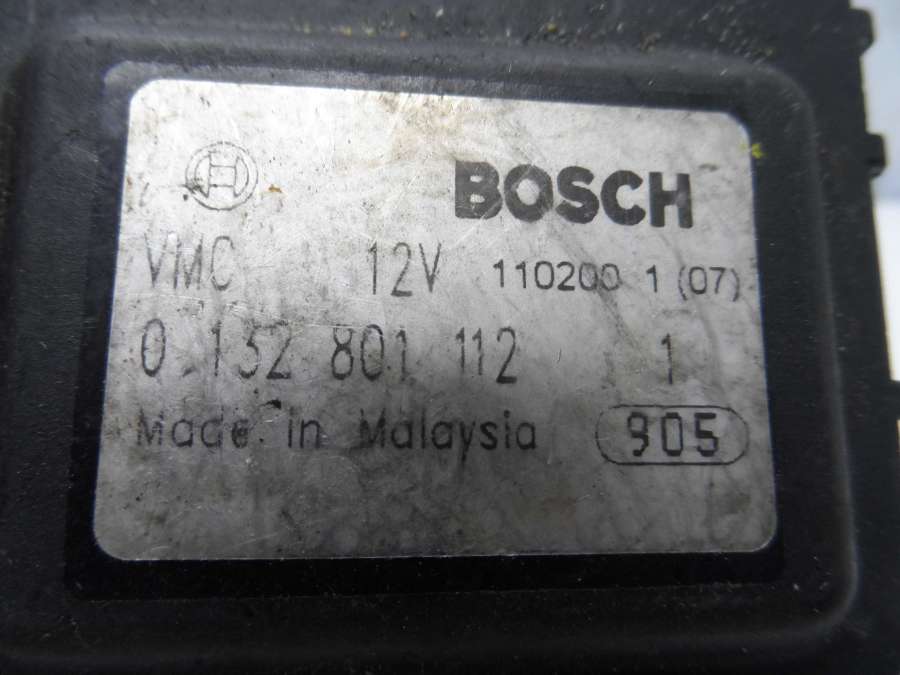 BOSCH
VMC 12V 110200 1 (07)
0 132 801 112 1
Made in Malaysia 905